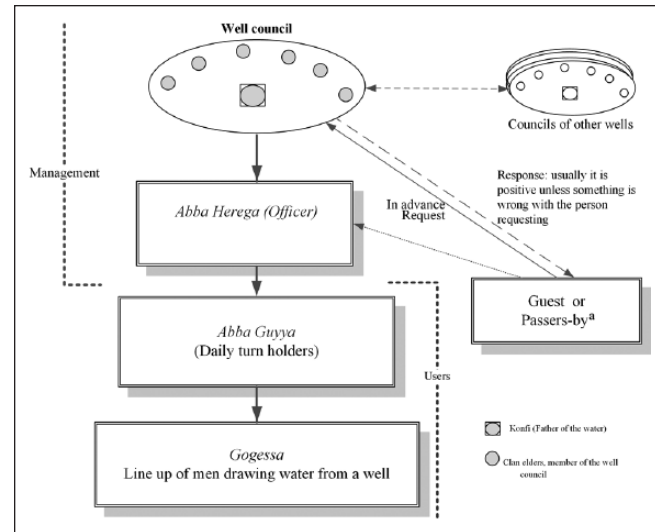 Well council
Councils of other wells
Management
Abba Herega (Officer)
In advance
Request
Response: usually it is
positive unless something is
wrong with the person
requesting
Guest or
Passers-byᵃ
Abba Guyya
(Daily turn holders)
Users
Gogessa
Line up of men drawing water from a well
Konfi (Father of the water)
Clan elders, member of the well
council